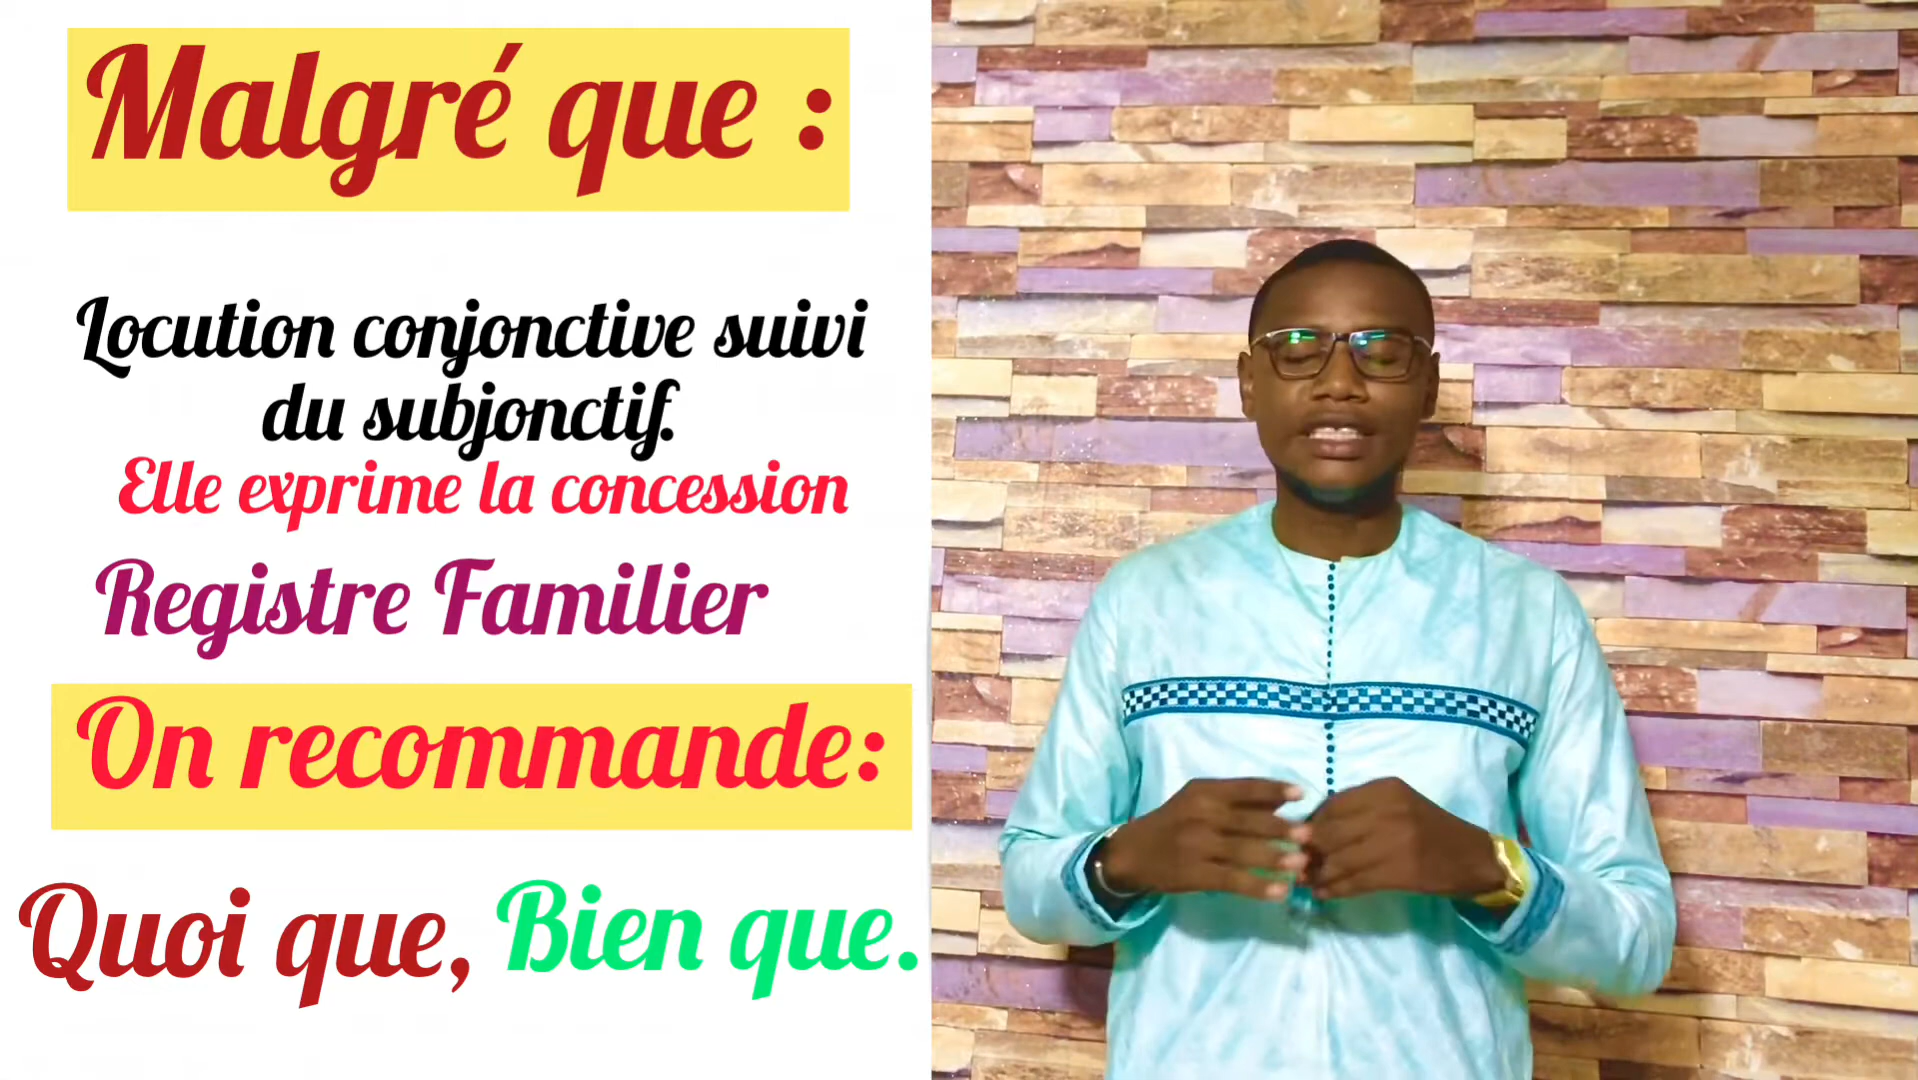 Malgré que :
Locution conjonctive suivi
du subjonctif.
Elle exprime la concession
Registre Familier
On recommande:
Quoi que, Bien que.